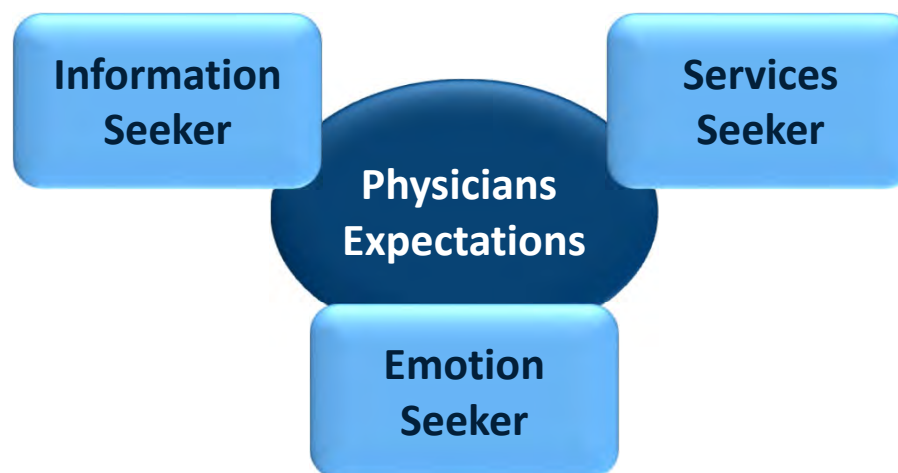 Information
Seeker
Services
Seeker
Physicians
Expectations
Emotion
Seeker